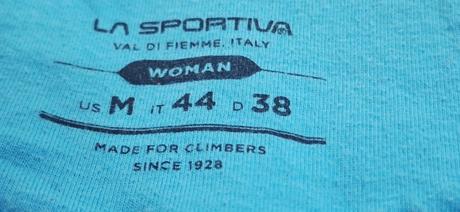 LA SPORTIVA
VAL DI FIEMME, ITALY
WOMAN
US M IT 44 D 38
MADE FOR CLIMBERS
SINCE 1928